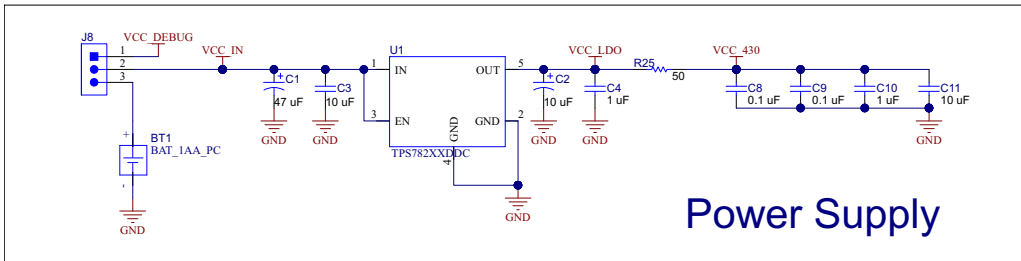 J8
VCC_DEBUG
1
2
3
VCC_IN
+
C1
47 uF
GND
C3
10 uF
GND
U1
1
IN
3
EN
OUT
5
GND
2
GND
4
TPS782XXDDC
GND
+
C2
10 uF
GND
VCC_LDO
C4
1 uF
GND
R25
50
VCC_430
C8
0.1 uF
C9
0.1 uF
C10
1 uF
C11
10 uF
GND
+
BT1
BAT_1AA_PC
-
GND
Power Supply